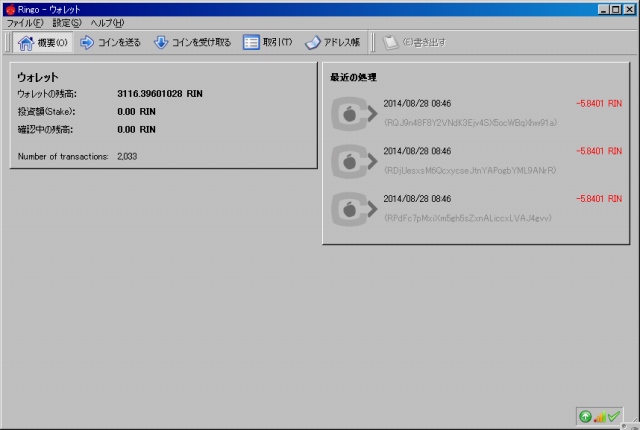 Ringo - ウォレット
ファイル(F) 設定(S) ヘルプ(H)
概要(O) コインを送る コインを受け取る 取引(T) アドレス帳 (E)書き出す
ウォレット
ウォレットの残高: 3116.39601028 RIN
投資額(Stake): 0.00 RIN
確認中の残高: 0.00 RIN
Number of transactions: 2,033
最近の処理
2014/08/28 08:46 -5.8401 RIN
2014/08/28 08:46 -5.8401 RIN
2014/08/28 08:46 -5.8401 RIN